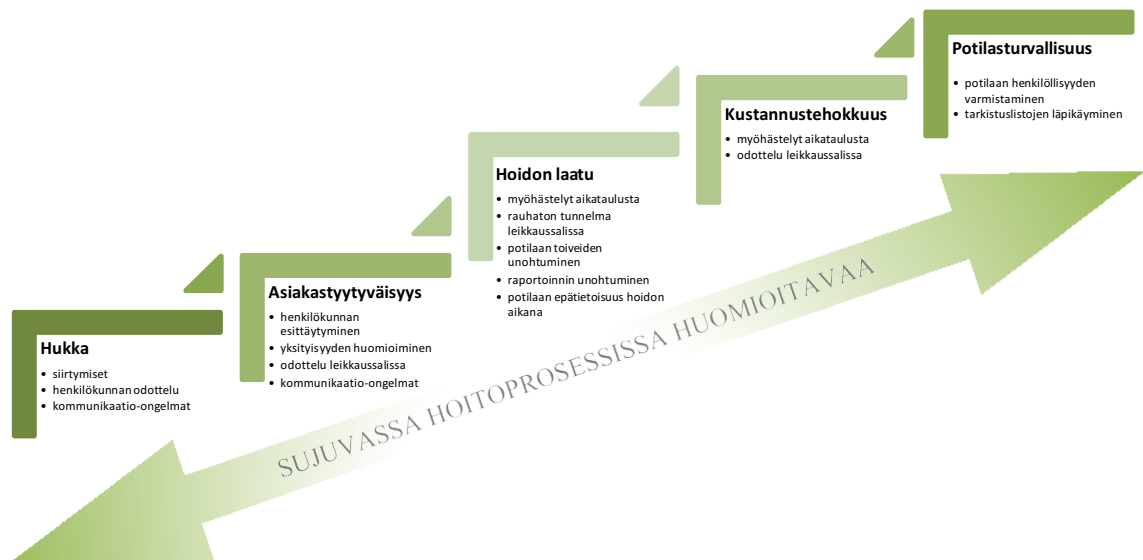 Hukka
• siirtymiset
• henkilökunnan odottelu
• kommunikaatio-ongelmat
Asiakastyytyväisyys
• henkilökunnan
esittäytyminen
• yksityisyyden huomioiminen
• odottelu leikkaussalissa
• kommunikaatio-ongelmat
Hoidon laatu
• myöhästelyt aikataulusta
• rauhaton tunnelma
leikkaussalissa
• potilaan toiveiden
unohtuminen
• raportoinnin unohtuminen
• potilaan epätietoisuus hoidon
aikana
Kustannustehokkuus
• myöhästelyt aikataulusta
• odottelu leikkaussalissa
Potilasturvallisuus
• potilaan henkilöllisyyden
varmistaminen
• tarkistuslistojen läpikäyminen
SUJUVASSA HOITOPROSESSISSA HUOMIOITAVAA